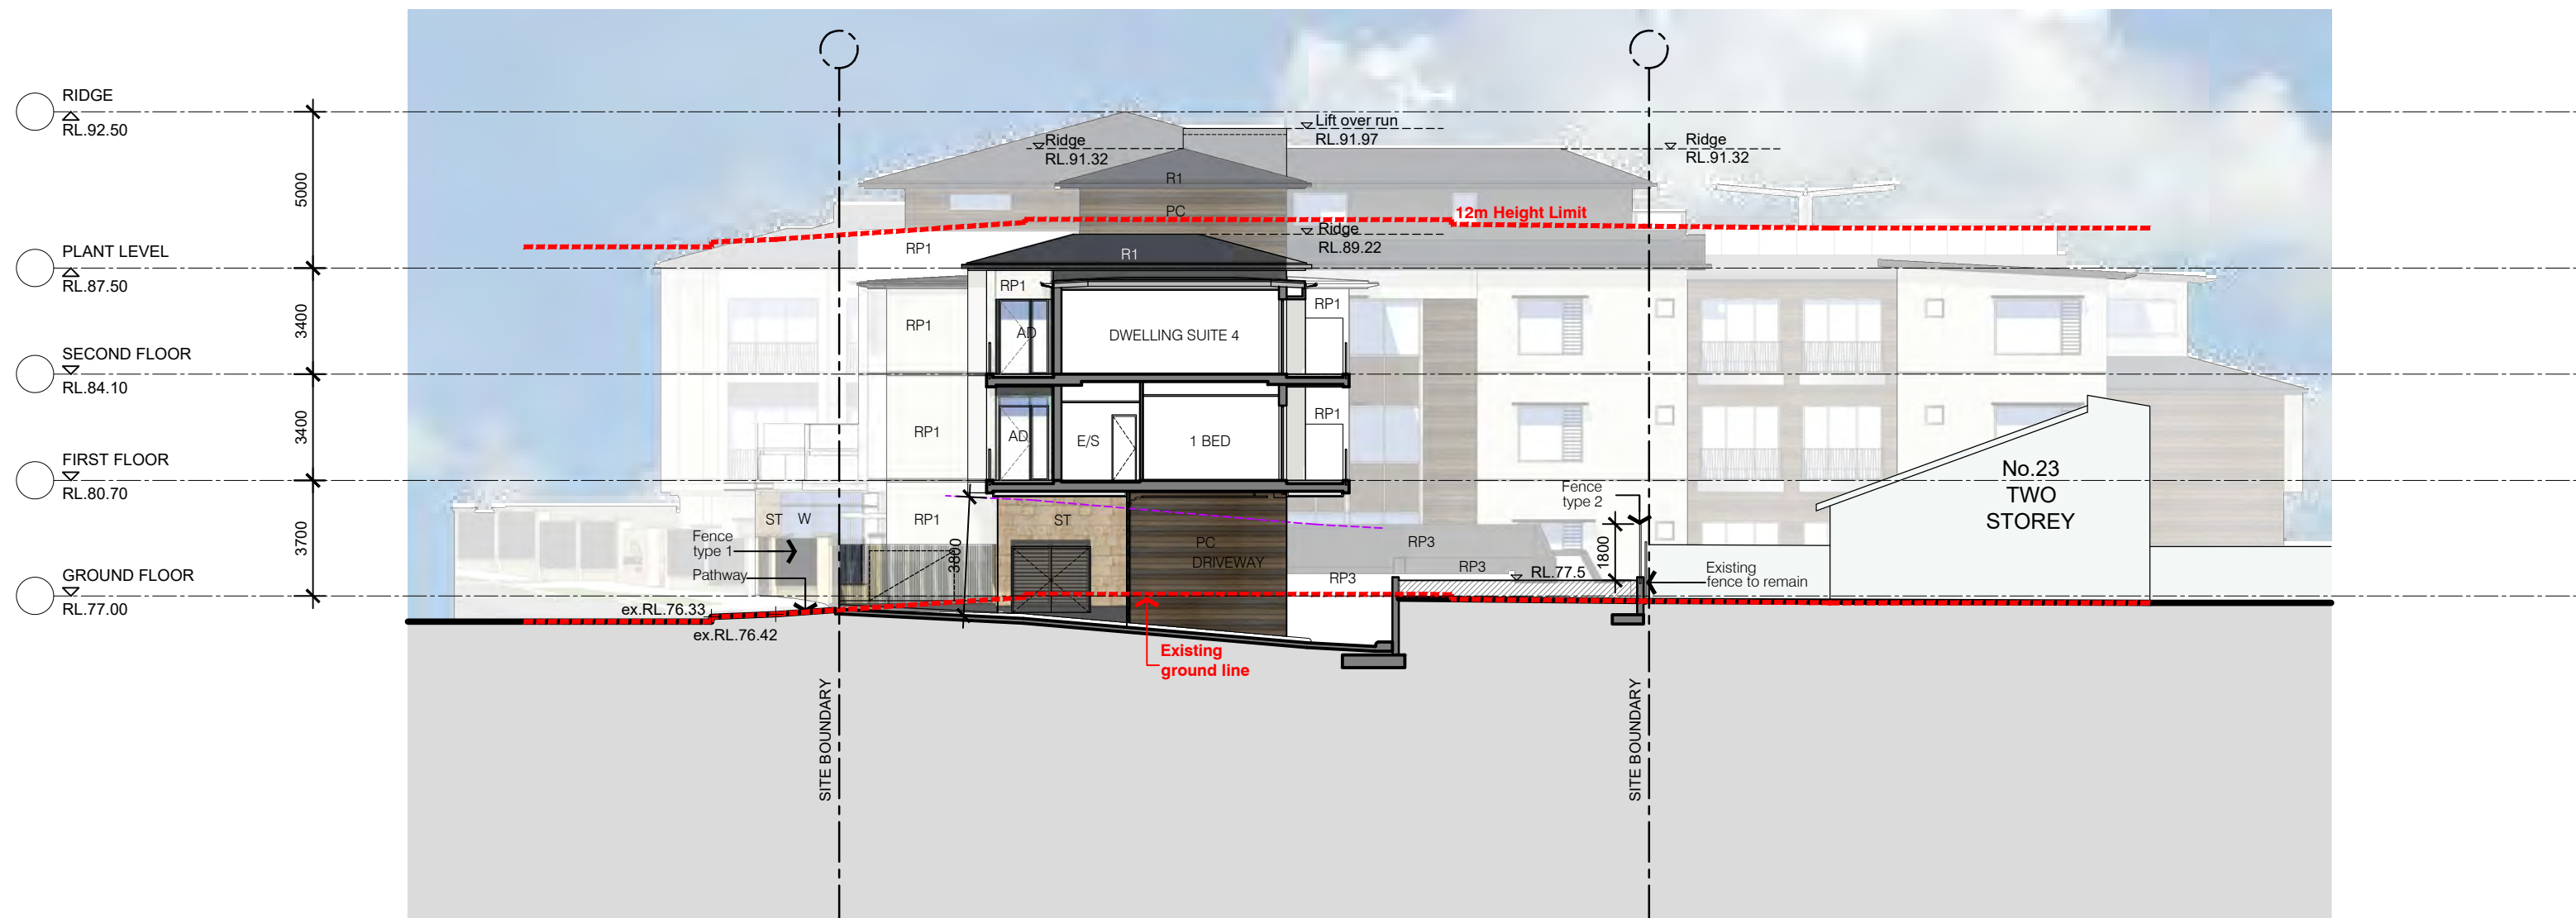 RIDGE
RL.92.50
5000
PLANT LEVEL
RL.87.50
3400
SECOND FLOOR
RL.84.10
3400
FIRST FLOOR
RL.80.70
3700
GROUND FLOOR
RL.77.00
Lift over run
RL.91.97
Ridge
RL.91.32
Ridge
RL.91.32
R1
PC
12m Height Limit
Ridge
RL.89.22
RP1
R1
RP1
RP1
RP1
AD
DWELLING SUITE 4
RP1
RP1
AD
E/S
1 BED
No.23
TWO
STOREY
Fence
type 2
ST
W
RP1
ST
Fence
type 1
3800
PC
DRIVEWAY
RP3
1800
Pathway
RP3
RP3
RL.77.5
Existing
fence to remain
ex.RL.76.33
ex.RL.76.42
Existing
ground line
SITE BOUNDARY
SITE BOUNDARY